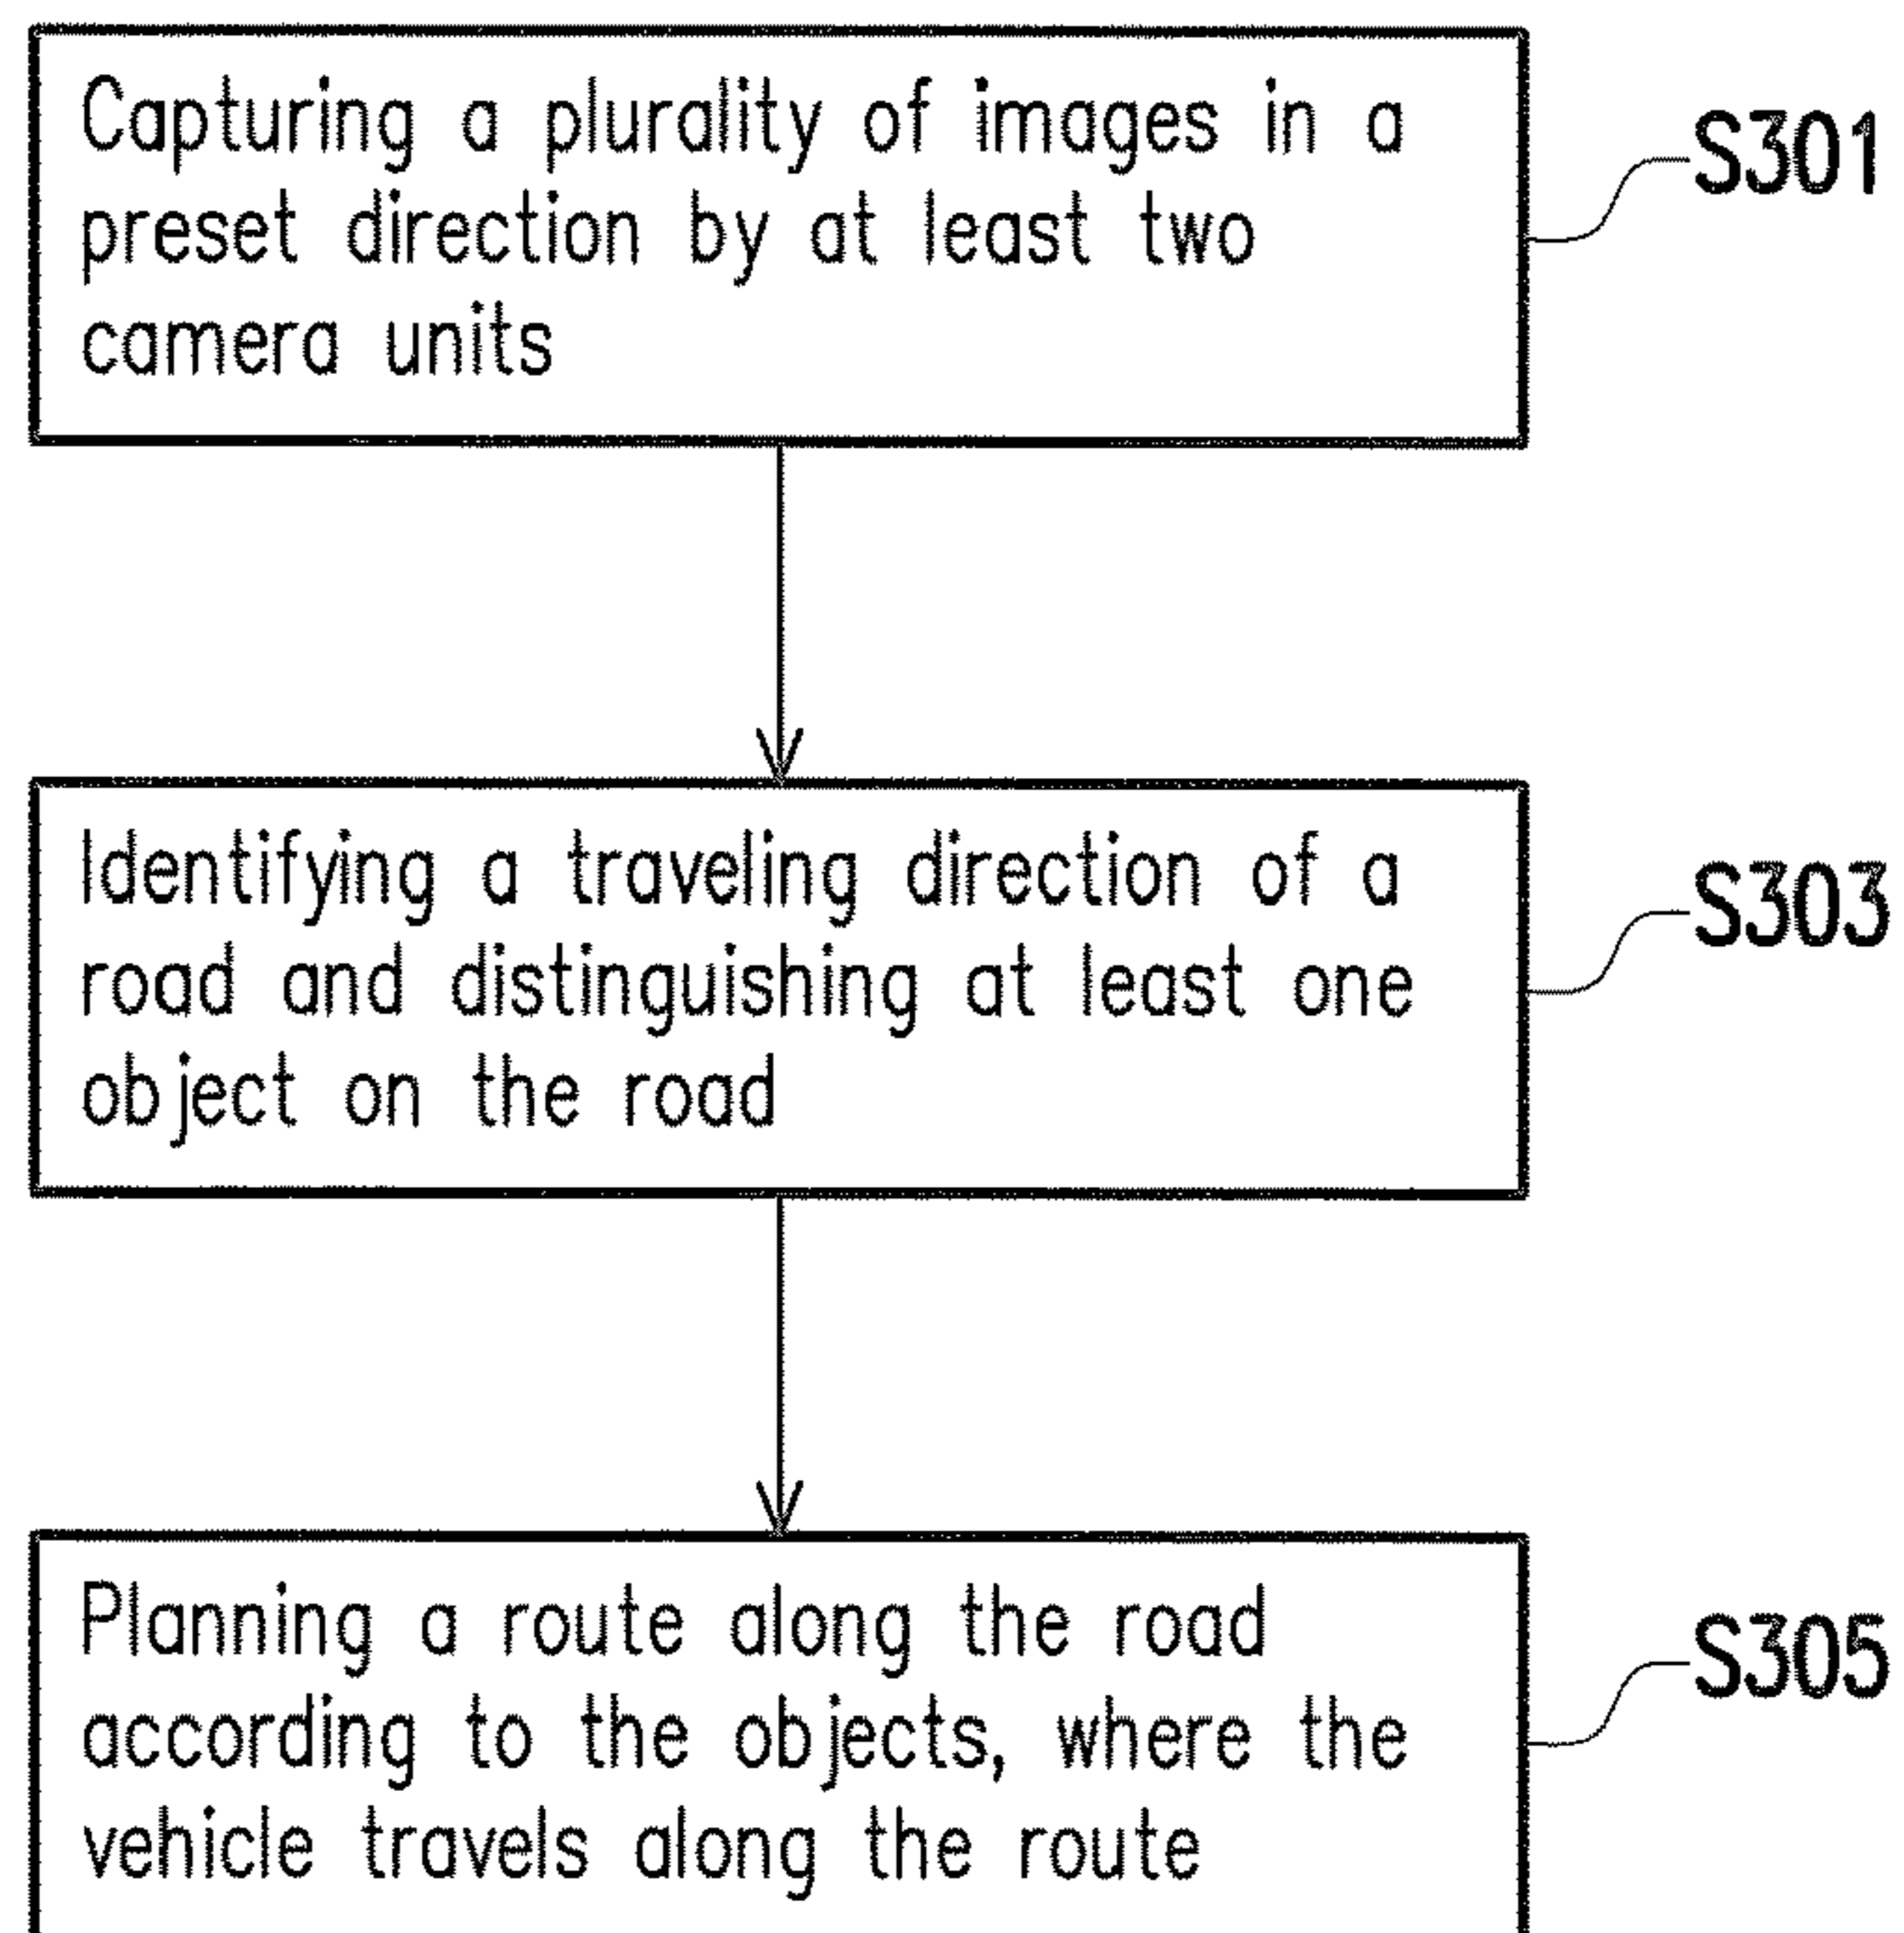 Capturing a plurality of images in a
preset direction by at least two
camera units
S301
Identifying a traveling direction of a
road and distinguishing at least one
object on the road
S303
Planning a route along the road
according to the objects, where the
vehicle travels along the route
S305